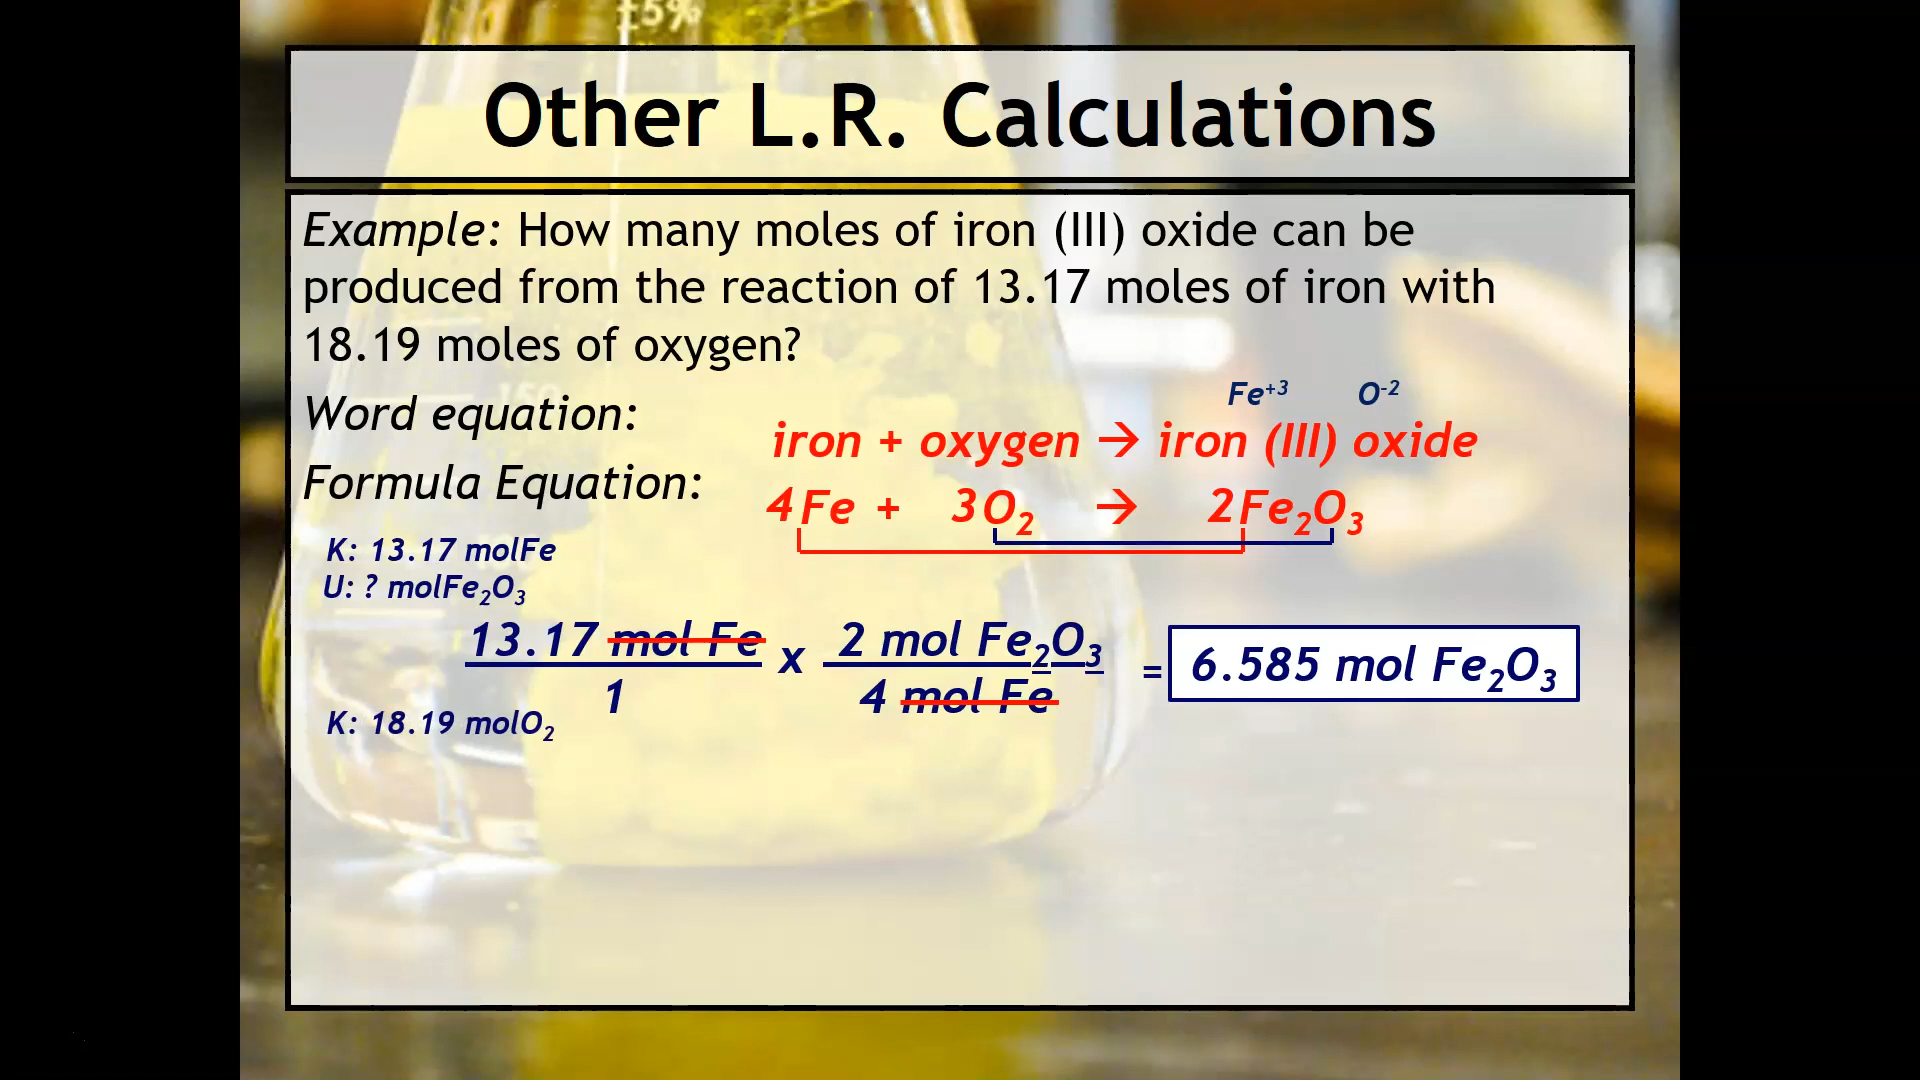 ±5%
Other L.R. Calculations
Example: How many moles of iron (III) oxide can be
produced from the reaction of 13.17 moles of iron with
18.19 moles of oxygen?
150
Fe⁺³ O⁻²
Word equation:
iron + oxygen → iron (III) oxide
Formula Equation:
4Fe + 3O₂ → 2Fe₂O₃
K: 13.17 molFe
U: ? molFe₂O₃
13.17 mol Fe x 2 mol Fe₂O₃ = 6.585 mol Fe₂O₃
1 4 mol Fe
K: 18.19 molO₂